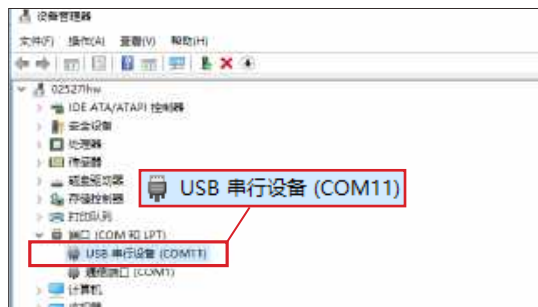 设备管理器
文件(F) 操作(A) 查看(V) 帮助(H)
02527lhw
IDE ATA/ATAPI 控制器
安全设备
处理器
传感器
磁盘驱动器
存储控制器
打印队列
端口 (COM 和 LPT)
USB 串行设备 (COM11)
USB 串行设备 (COM11)
通信端口 (COM1)
计算机